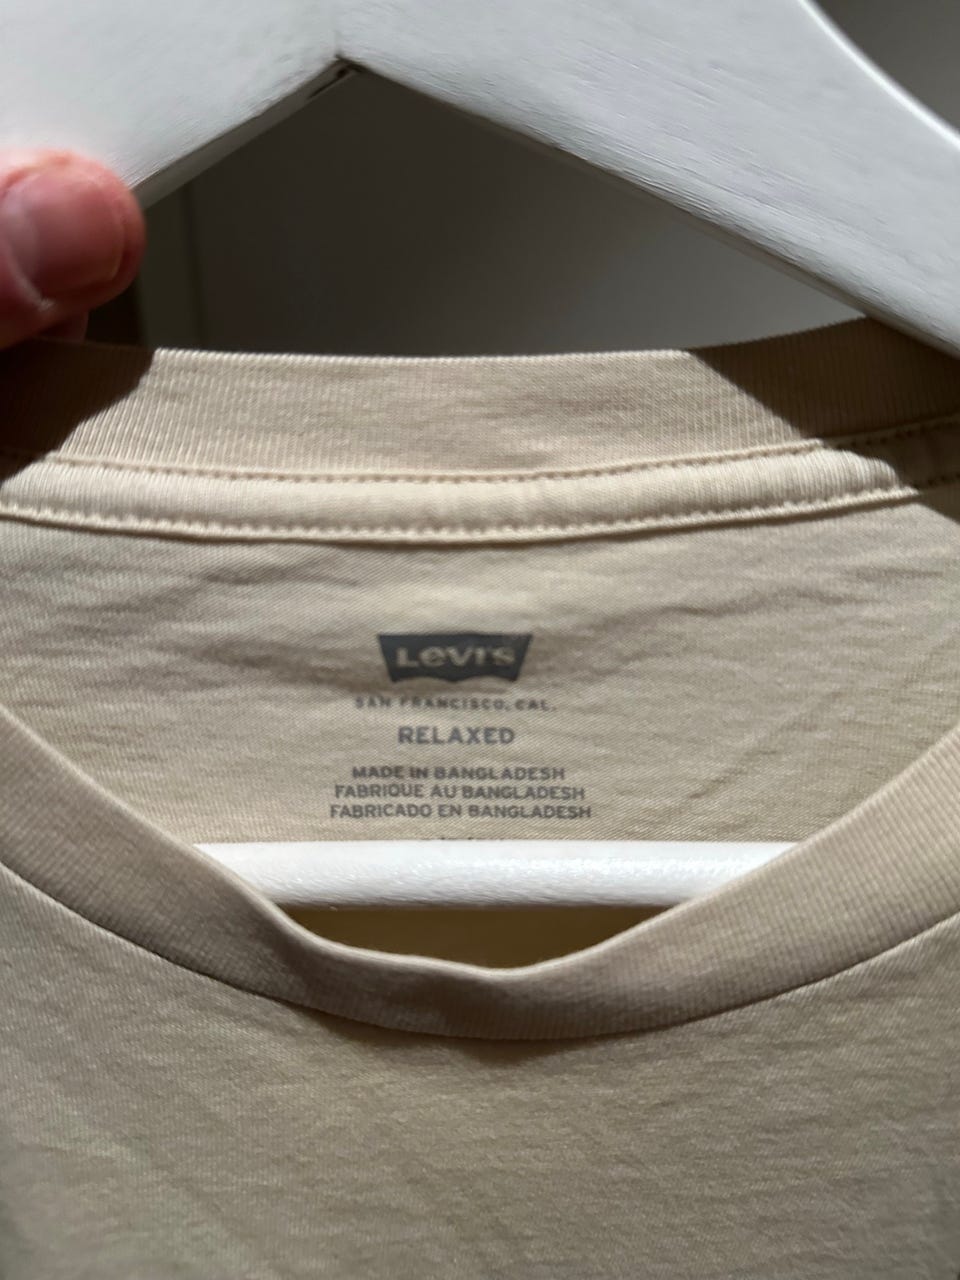 Levi's
SAN FRANCISCO, CAL.
RELAXED
MADE IN BANGLADESH
FABRIQUE AU BANGLADESH
FABRICADO EN BANGLADESH